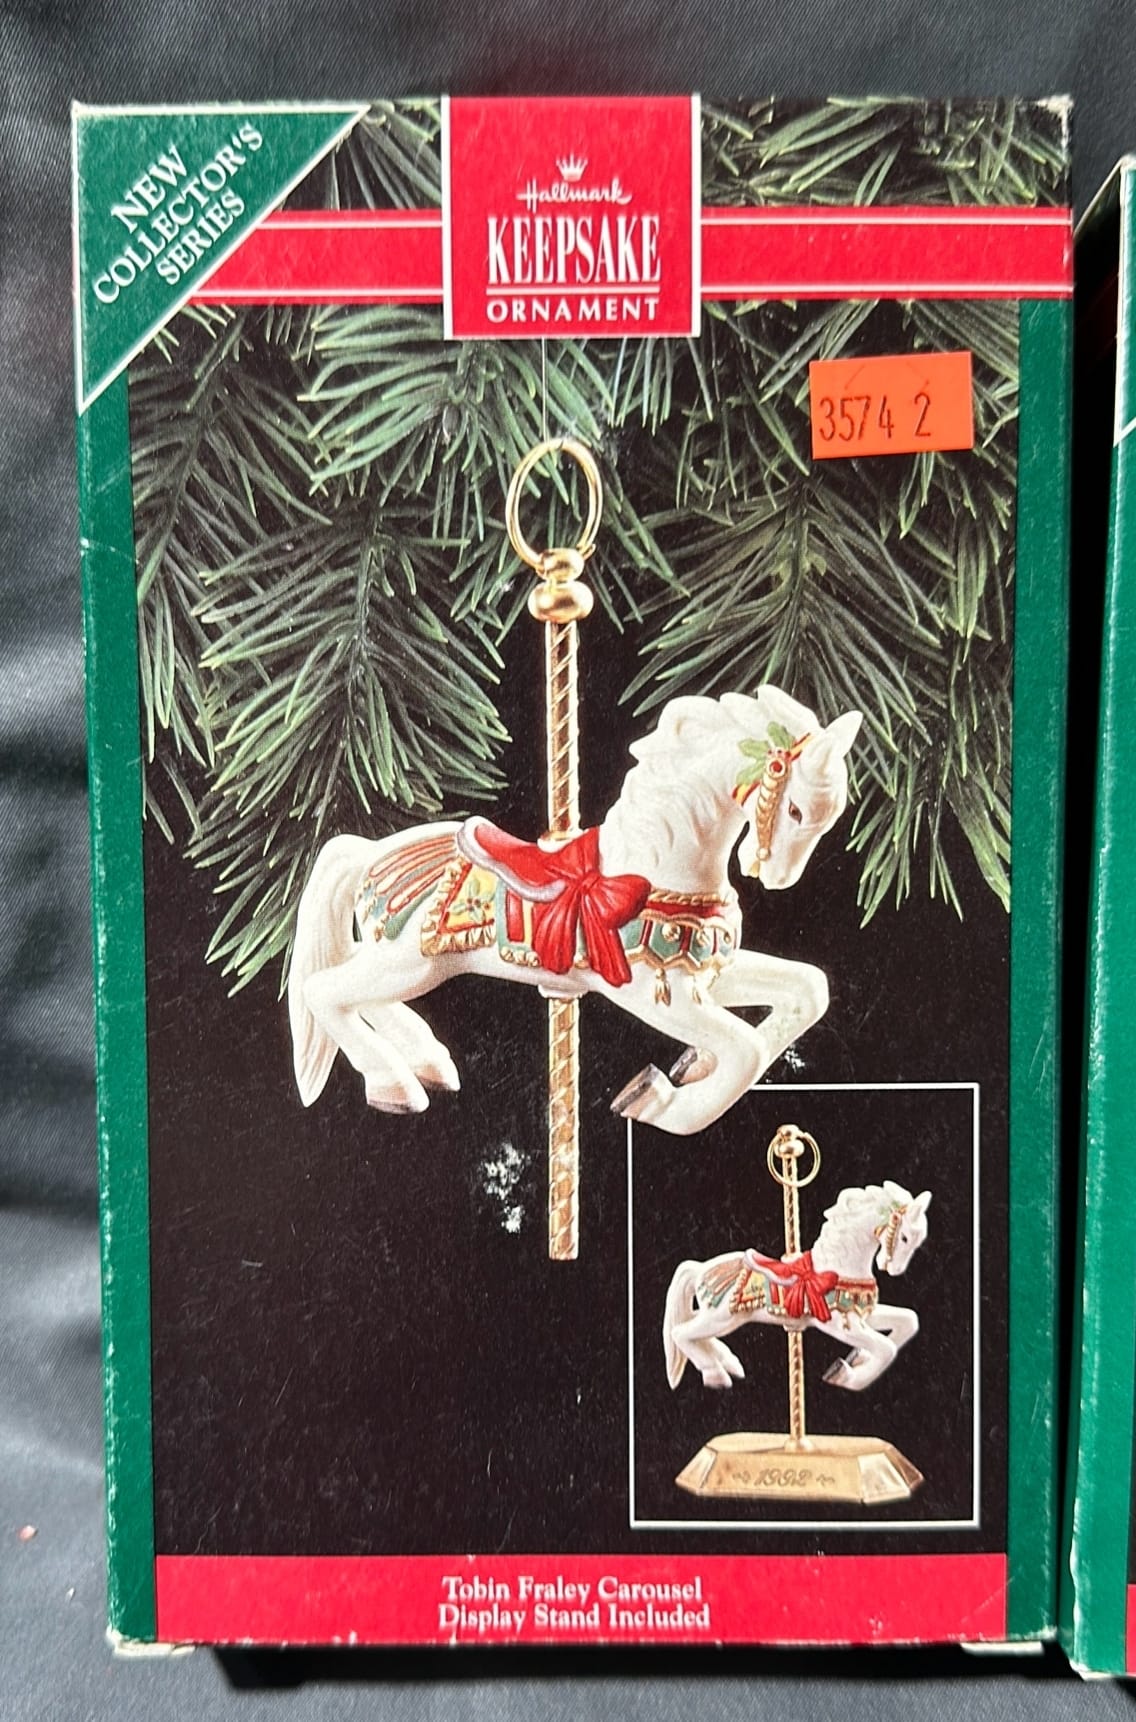 NEW
COLLECTOR'S
SERIES
Hallmark
KEEPSAKE
ORNAMENT
3574 2
1992
Tobin Fraley Carousel
Display Stand Included